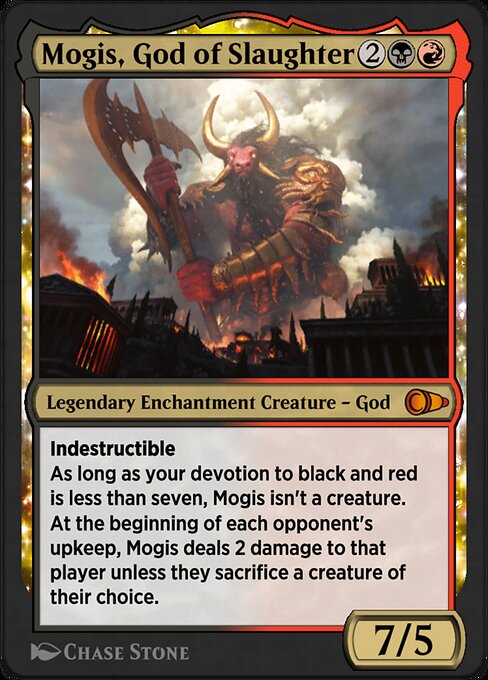 Mogis, God of Slaughter 2
Legendary Enchantment Creature – God
Indestructible
As long as your devotion to black and red
is less than seven, Mogis isn't a creature.
At the beginning of each opponent's
upkeep, Mogis deals 2 damage to that
player unless they sacrifice a creature of
their choice.
7/5
Chase Stone